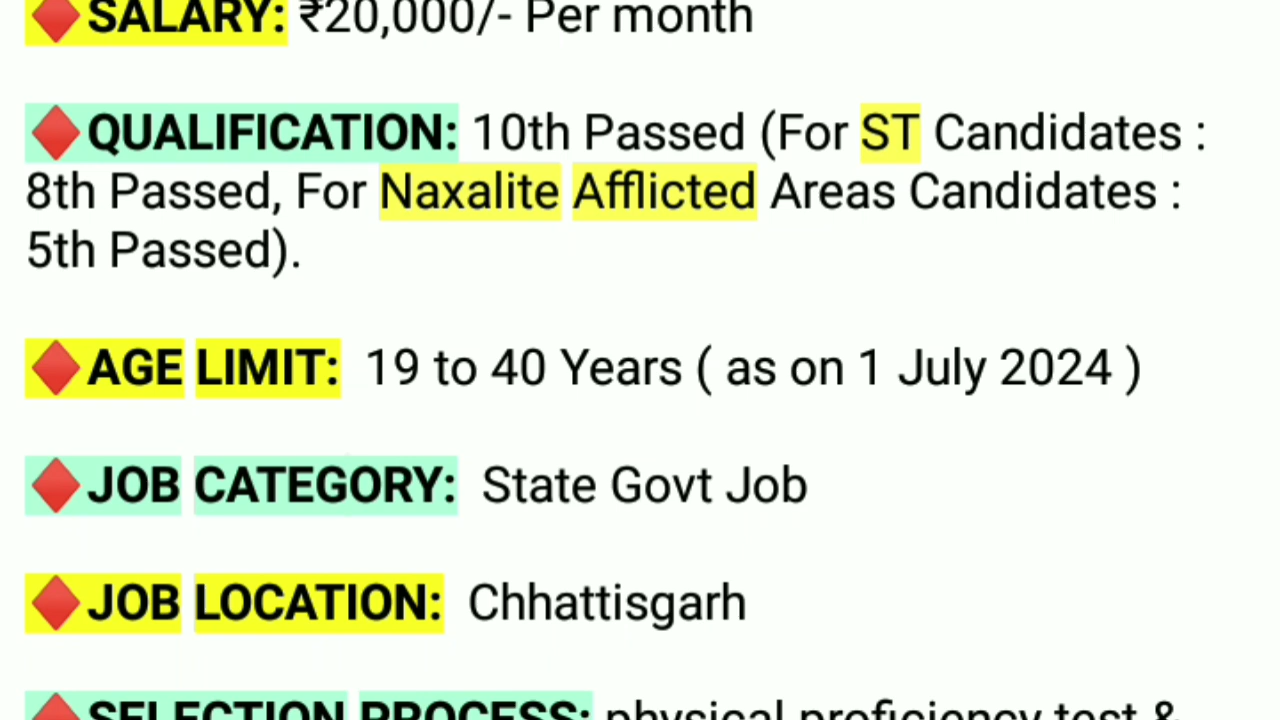 ♦️SALARY: ₹20,000/- Per month
♦️QUALIFICATION: 10th Passed (For ST Candidates :
8th Passed, For Naxalite Afflicted Areas Candidates :
5th Passed).
♦️AGE LIMIT: 19 to 40 Years ( as on 1 July 2024 )
♦️JOB CATEGORY: State Govt Job
♦️JOB LOCATION: Chhattisgarh
♦️SELECTION PROCESS: physical proficiency test &